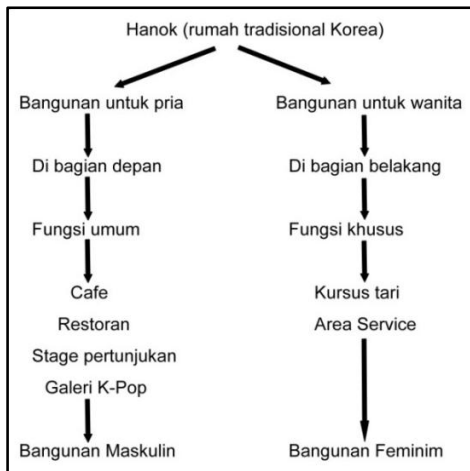 Hanok (rumah tradisional Korea)
Bangunan untuk pria
Bangunan untuk wanita
Di bagian depan
Di bagian belakang
Fungsi umum
Fungsi khusus
Cafe
Kursus tari
Restoran
Area Service
Stage pertunjukan
Galeri K-Pop
Bangunan Maskulin
Bangunan Feminim